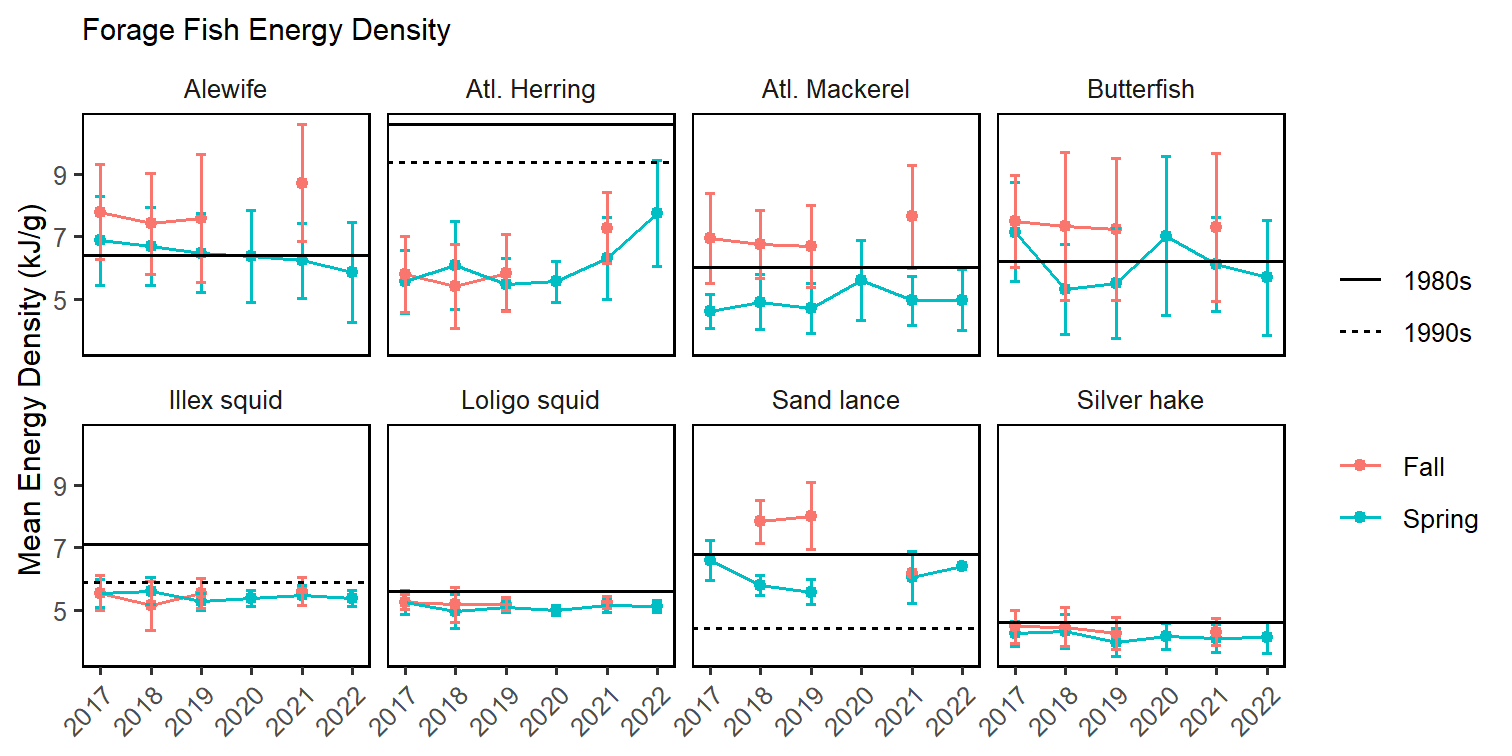 Forage Fish Energy Density
Alewife
Atl. Herring
Atl. Mackerel
Butterfish
9
7
5
Mean Energy Density (kJ/g)
Illex squid
Loligo squid
Sand lance
Silver hake
9
7
5
2017
2018
2019
2020
2021
2022
2017
2018
2019
2020
2021
2022
2017
2018
2019
2020
2021
2022
2017
2018
2019
2020
2021
2022
1980s
1990s
Fall
Spring